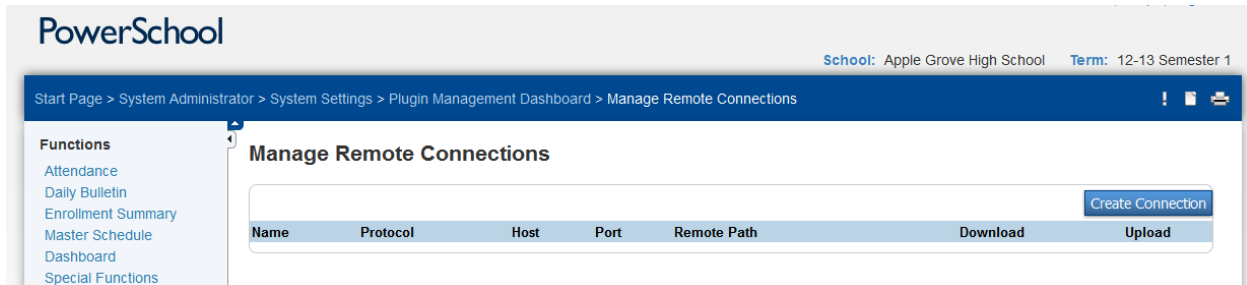 PowerSchool
School: Apple Grove High School Term: 12-13 Semester 1
Start Page > System Administrator > System Settings > Plugin Management Dashboard > Manage Remote Connections !
Functions
Attendance
Daily Bulletin
Enrollment Summary
Master Schedule
Dashboard
Special Functions
Manage Remote Connections
Create Connection
Name Protocol Host Port Remote Path Download Upload